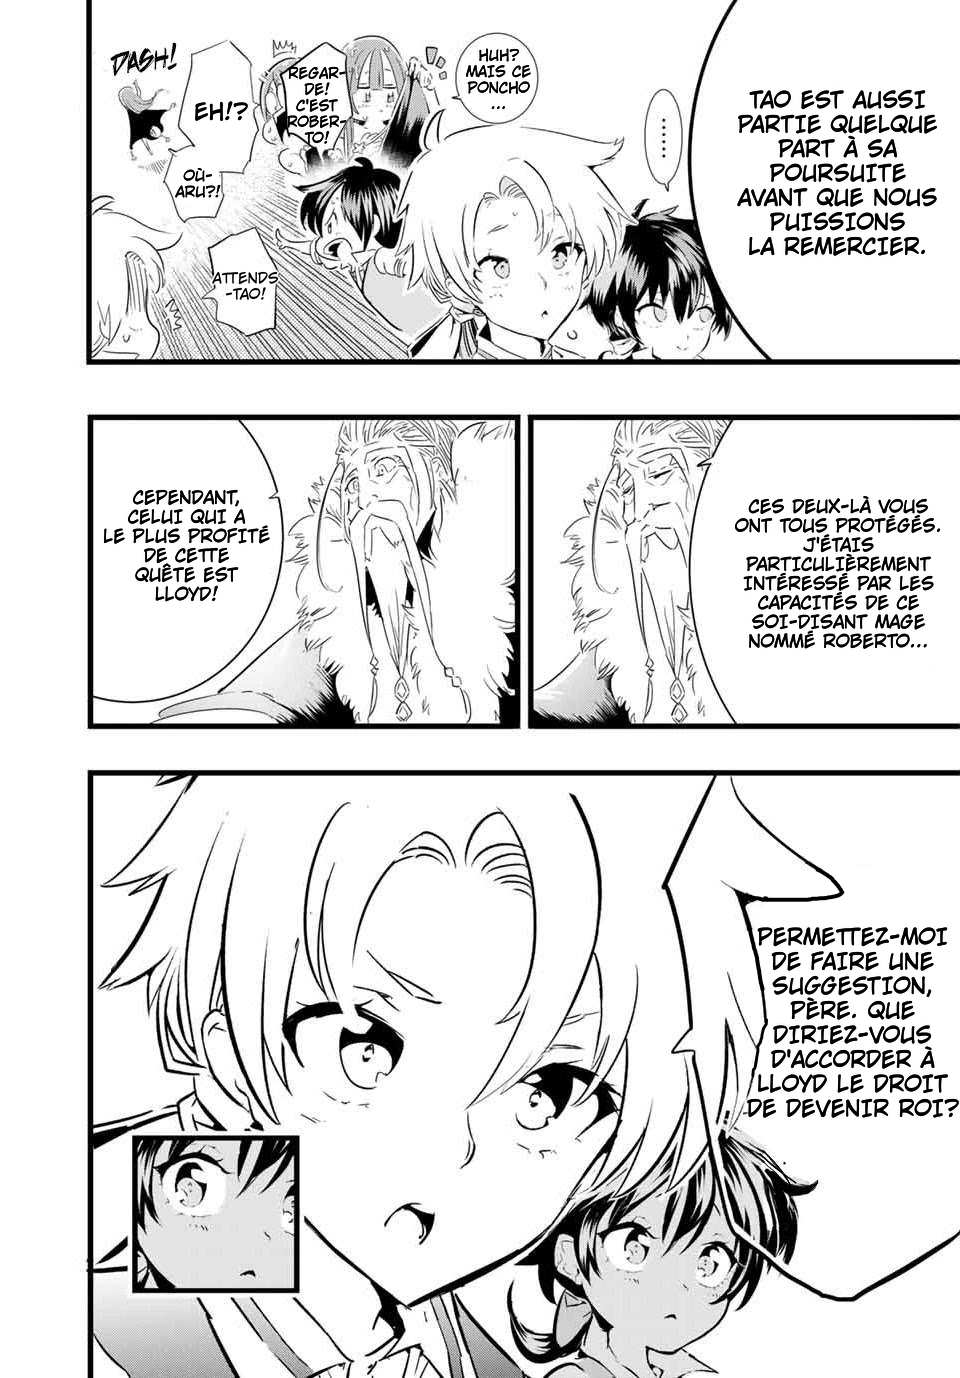 TAO EST AUSSI
PARTIE QUELQUE
PART À SA
POURSUITE
AVANT QUE NOUS
PUISSIONS
LA REMERCIER.
......
HUH?
MAIS CE
PONCHO
...
REGAR-
DE!
C'EST
ROBER-
TO!
EH!?
DASH!
OÙ-
ARU?!
ATTENDS
-TAO!
CES DEUX-LÀ VOUS
ONT TOUS PROTÉGÉS.
J'ÉTAIS
PARTICULIÈREMENT
INTÉRESSÉ PAR LES
CAPACITÉS DE CE
SOI-DISANT MAGE
NOMMÉ ROBERTO...
CEPENDANT,
CELUI QUI A
LE PLUS PROFITÉ
DE CETTE
QUÊTE EST
LLOYD!
PERMETTEZ-MOI
DE FAIRE UNE
SUGGESTION,
PÈRE. QUE
DIRIEZ-VOUS
D'ACCORDER À
LLOYD LE DROIT
DE DEVENIR ROI?